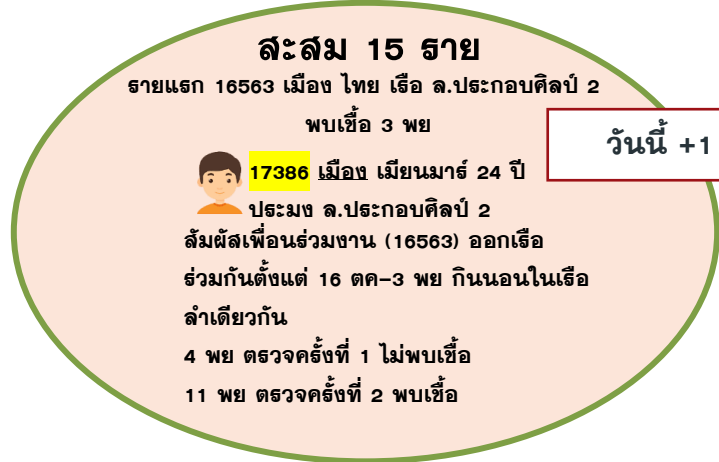 สะสม 15 ราย
รายแรก 16563 เมือง ไทย เรือ ล.ประกอบศิลป์ 2
พบเชื้อ 3 พย
วันนี้ +1
17386 เมือง เมียนมาร์ 24 ปี
ประมง ล.ประกอบศิลป์ 2
สัมผัสเพื่อนร่วมงาน (16563) ออกเรือ
ร่วมกันตั้งแต่ 16 ตค-3 พย กินนอนในเรือ
ลำเดียวกัน
4 พย ตรวจครั้งที่ 1 ไม่พบเชื้อ
11 พย ตรวจครั้งที่ 2 พบเชื้อ